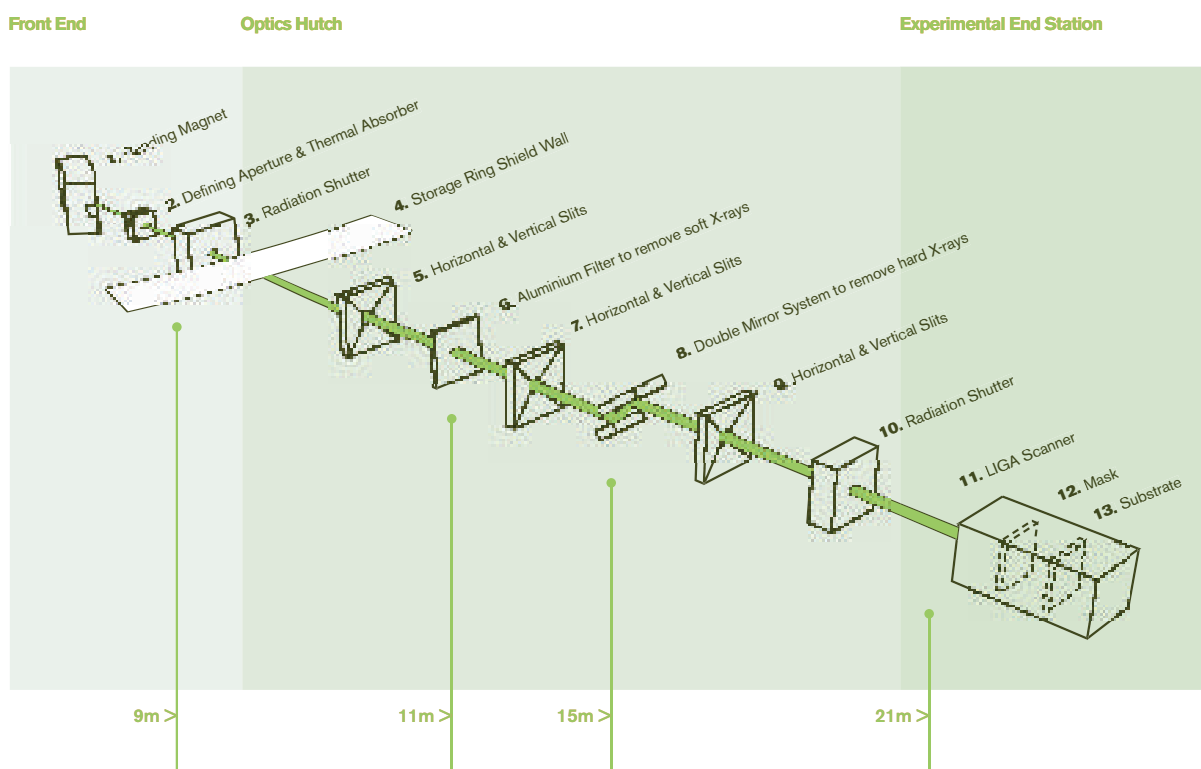 Front End
Optics Hutch
Experimental End Station
Magnet
2. Defining Aperture & Thermal Absorber
3. Radiation Shutter
4. Storage Ring Shield Wall
5. Horizontal & Vertical Slits
6. Aluminium Filter to remove soft X-rays
7. Horizontal & Vertical Slits
8. Double Mirror System to remove hard X-rays
9. Horizontal & Vertical Slits
10. Radiation Shutter
11. LIGA Scanner
12. Mask
13. Substrate
9m >
11m >
15m >
21m >